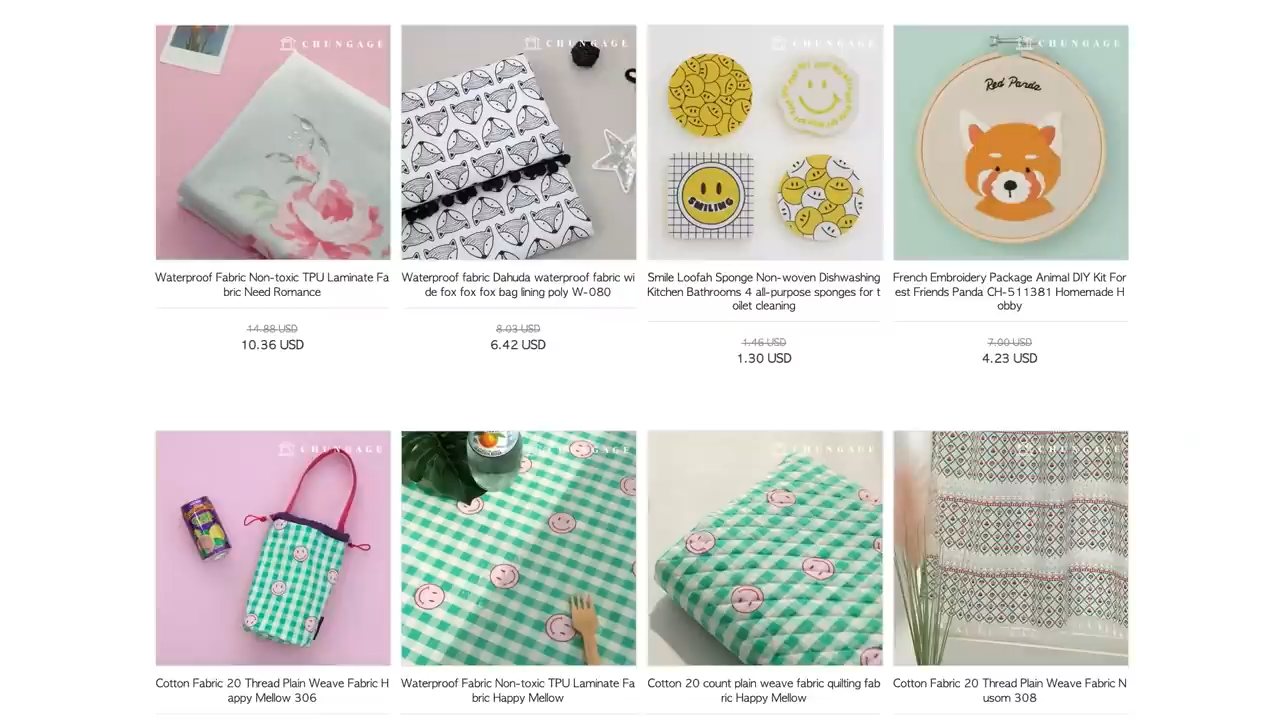 CHUNGAGE
CHUNGAGE
CHUNGAGE
CHUNGAGE
SMILING
Red Panda
Waterproof Fabric Non-toxic TPU Laminate Fa
bric Need Romance
14.88 USD
10.36 USD
Waterproof fabric Dahuda waterproof fabric wi
de fox fox fox bag lining poly W-080
8.03 USD
6.42 USD
Smile Loofah Sponge Non-woven Dishwashing
Kitchen Bathrooms 4 all-purpose sponges for t
oilet cleaning
1.46 USD
1.30 USD
French Embroidery Package Animal DIY Kit For
est Friends Panda CH-511381 Homemade H
obby
7.00 USD
4.23 USD
CHUNGAGE
CHUNGAGE
CHUNGAGE
CHUNGAGE
Cotton Fabric 20 Thread Plain Weave Fabric H
appy Mellow 306
Waterproof Fabric Non-toxic TPU Laminate Fa
bric Happy Mellow
Cotton 20 count plain weave fabric quilting fab
ric Happy Mellow
Cotton Fabric 20 Thread Plain Weave Fabric N
usom 308